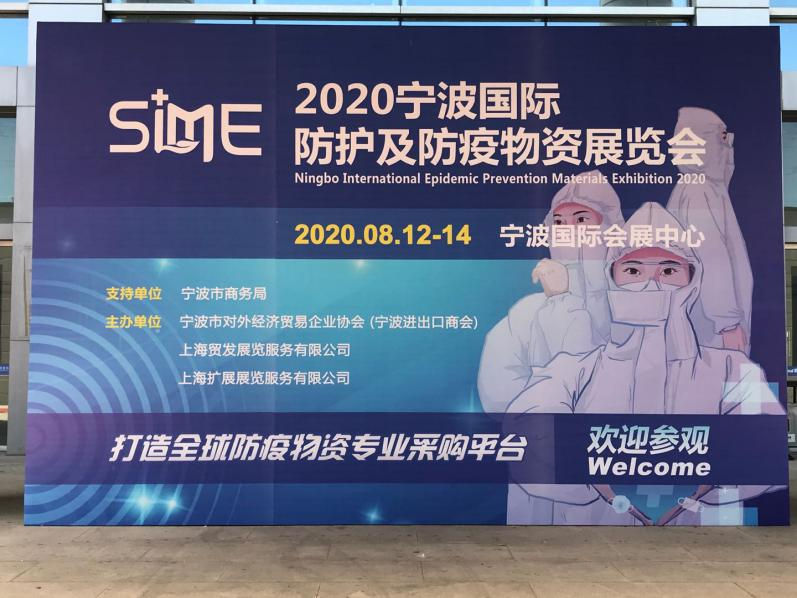 SiME
2020宁波国际
防护及防疫物资展览会
Ningbo International Epidemic Prevention Materials Exhibition 2020
2020.08.12-14 宁波国际会展中心
支持单位 宁波市商务局
主办单位 宁波市对外经济贸易企业协会 (宁波进出口商会)
上海贸发展览服务有限公司
上海扩展展览服务有限公司
打造全球防疫物资专业采购平台
欢迎参观
Welcome